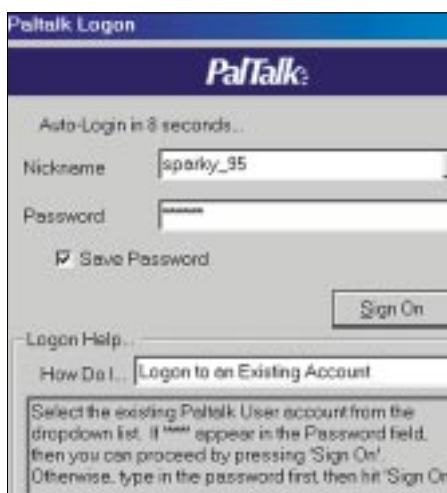 Paltalk Logon
PalTalk
Auto-Login in 8 seconds...
Nickname sparky_95
Password ******
Save Password
Sign On
Logon Help...
How Do I... Logon to an Existing Account
Select the existing Paltalk User account from the
dropdown list. If "****" appear in the Password field,
then you can proceed by pressing 'Sign On'.
Otherwise, type in the password first, then hit 'Sign On